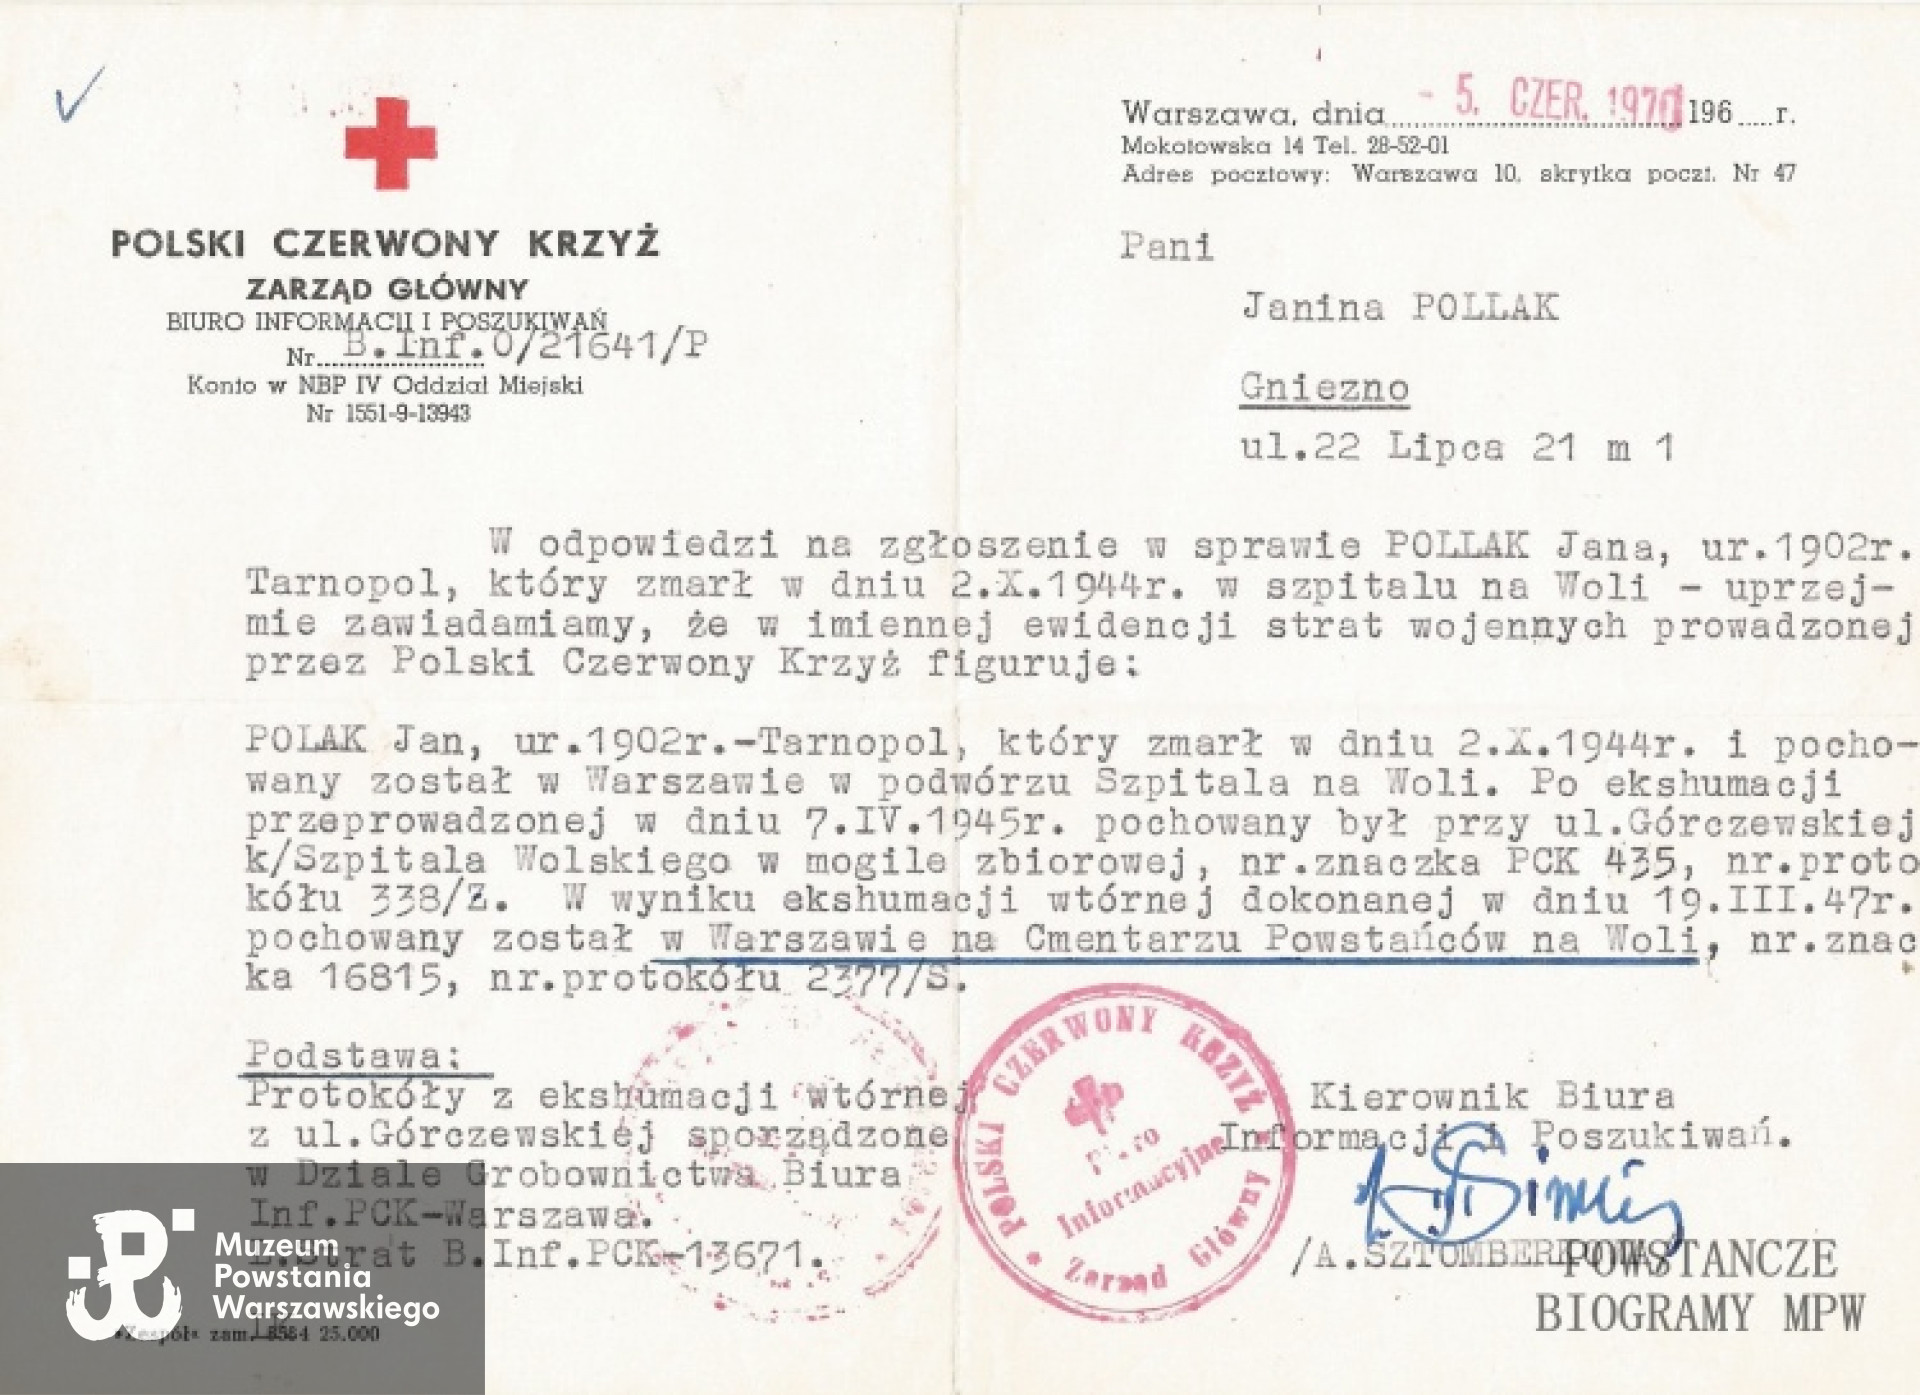 - 5. CZER. 1970
Warszawa, dnia 196 r.
Mokotowska 14 Tel. 28-52-01
Adres pocztowy: Warszawa 10, skrytka poczt. Nr 47
POLSKI CZERWONY KRZYŻ
ZARZĄD GŁÓWNY
BIURO INFORMACJI I POSZUKIWAŃ
Nr B.Inf.0/21641/P
Konto w NBP IV Oddział Miejski
Nr 1551-9-13943
Pani
Janina POLLAK
Gniezno
ul.22 Lipca 21 m 1
W odpowiedzi na zgłoszenie w sprawie POLLAK Jana, ur.1902r.
Tarnopol, który zmarł w dniu 2.X.1944r. w szpitalu na Woli - uprzej-
mie zawiadamiamy, że w imiennej ewidencji strat wojennych prowadzonej
przez Polski Czerwony Krzyż figuruje:
POLAK Jan, ur.1902r.-Tarnopol, który zmarł w dniu 2.X.1944r. i pocho-
wany został w Warszawie w podwórzu Szpitala na Woli. Po ekshumacji
przeprowadzonej w dniu 7.IV.1945r. pochowany był przy ul.Górczewskiej
k/Szpitala Wolskiego w mogile zbiorowej, nr.znaczka PCK 435, nr.proto
kółu 338/Z. W wyniku ekshumacji wtórnej dokonanej w dniu 19.III.47r.
pochowany został w Warszawie na Cmentarzu Powstańców na Woli, nr.znac
ka 16815, nr.protokółu 2377/S.
Podstawa:
Protokóły z ekshumacji wtórnej
z ul.Górczewskiej sporządzone
w Dziale Grobownictwa Biura
Inf.PCK-Warszawa.
Strat B.Inf.PCK-13671.
POLSKI CZERWONY KRZYŻ
Informacyjne
Zarząd Główny
Kierownik Biura
Informacji i Poszukiwań.
/A.SZTOMBERKOWA/
POWSTAŃCZE
BIOGRAMY MPW
Muzeum
Powstania
Warszawskiego
«Zespół» zam. 8584 25.000